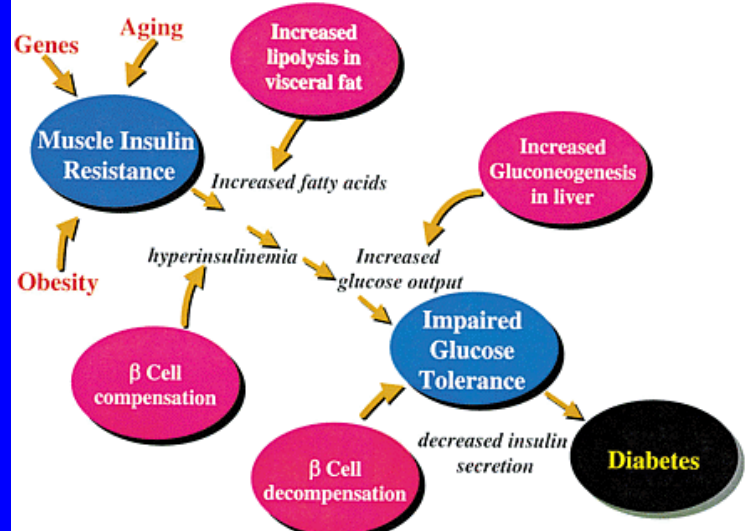 Genes
Aging
Increased
lipolysis in
visceral fat
Muscle Insulin
Resistance
Increased
Gluconeogenesis
in liver
Increased fatty acids
hyperinsulinemia
Increased
glucose output
Obesity
Impaired
Glucose
Tolerance
β Cell
compensation
decreased insulin
secretion
Diabetes
β Cell
decompensation